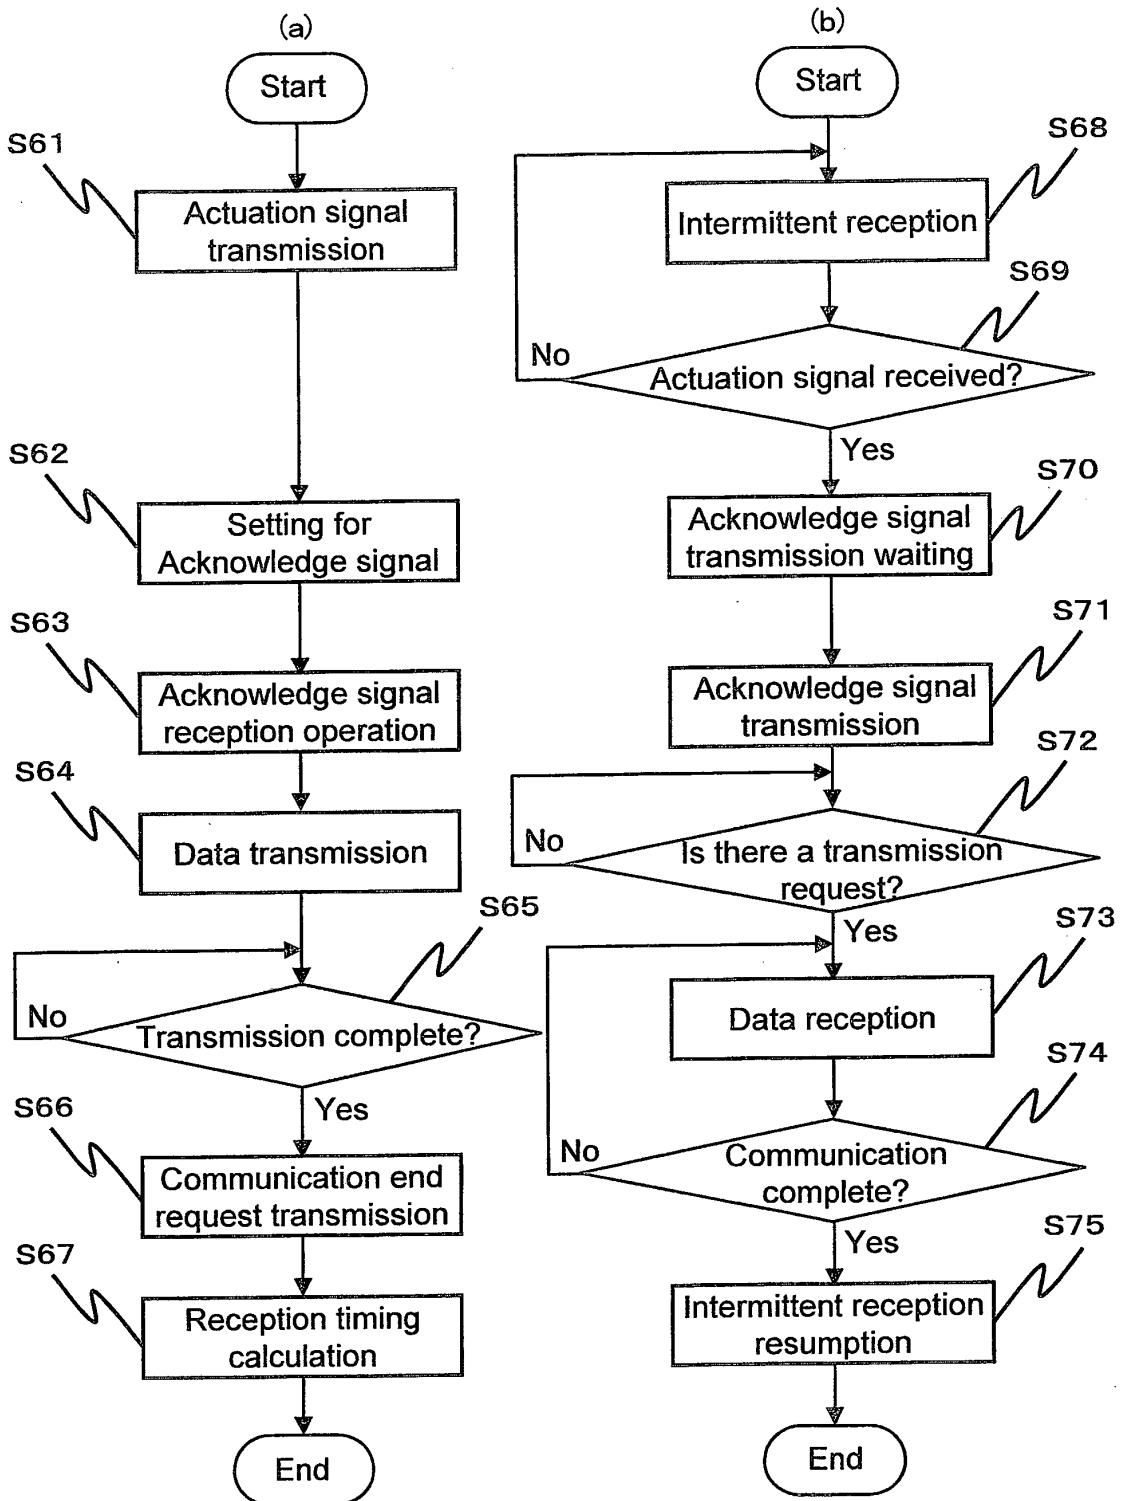 (a)
Start
S61
Actuation signal
transmission
S62
Setting for
Acknowledge signal
S63
Acknowledge signal
reception operation
S64
Data transmission
S65
No
Transmission complete?
Yes
S66
Communication end
request transmission
S67
Reception timing
calculation
End
(b)
Start
S68
Intermittent reception
S69
No
Actuation signal received?
Yes
S70
Acknowledge signal
transmission waiting
S71
Acknowledge signal
transmission
S72
No
Is there a transmission
request?
Yes
S73
Data reception
S74
No
Communication
complete?
Yes
S75
Intermittent reception
resumption
End